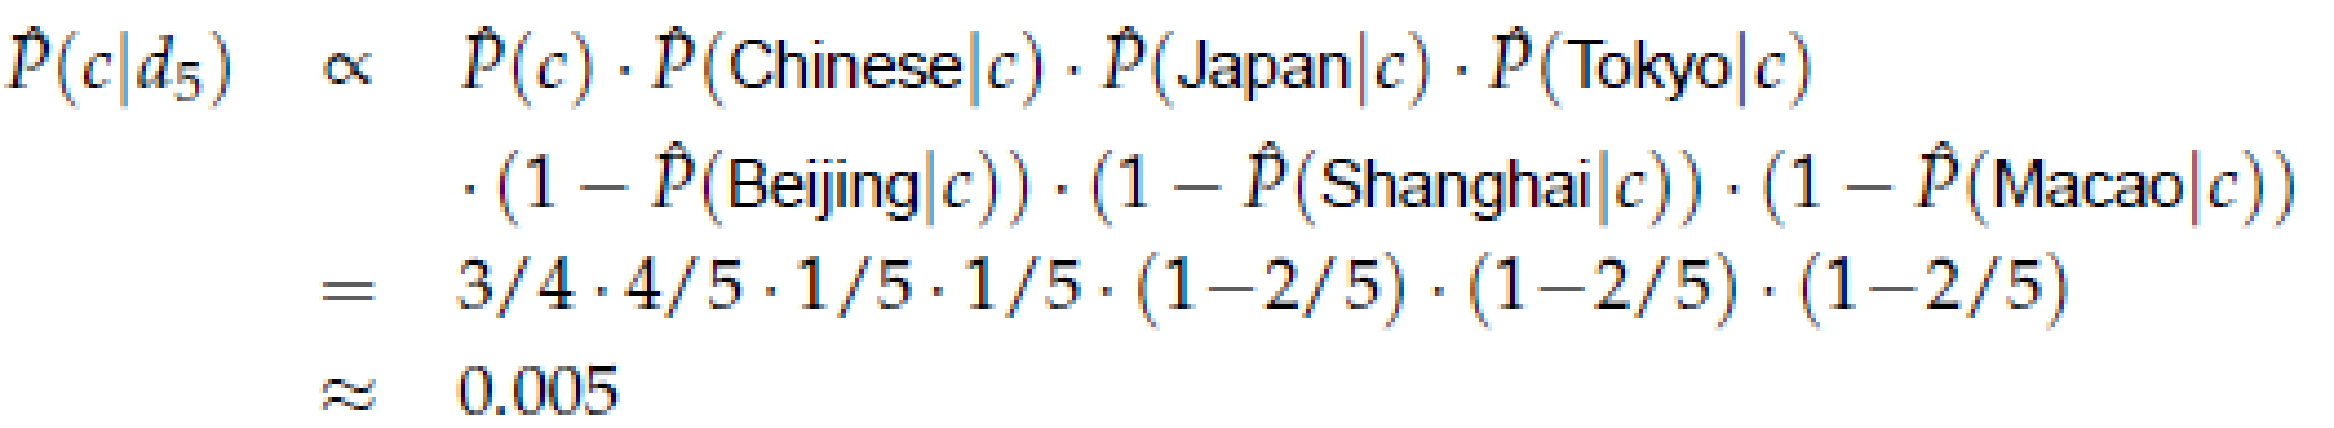 P̂(c|d₅) ∝ P̂(c) · P̂(Chinese|c) · P̂(Japan|c) · P̂(Tokyo|c)
· (1 − P̂(Beijing|c)) · (1 − P̂(Shanghai|c)) · (1 − P̂(Macao|c))
= 3/4 · 4/5 · 1/5 · 1/5 · (1−2/5) · (1−2/5) · (1−2/5)
≈ 0.005